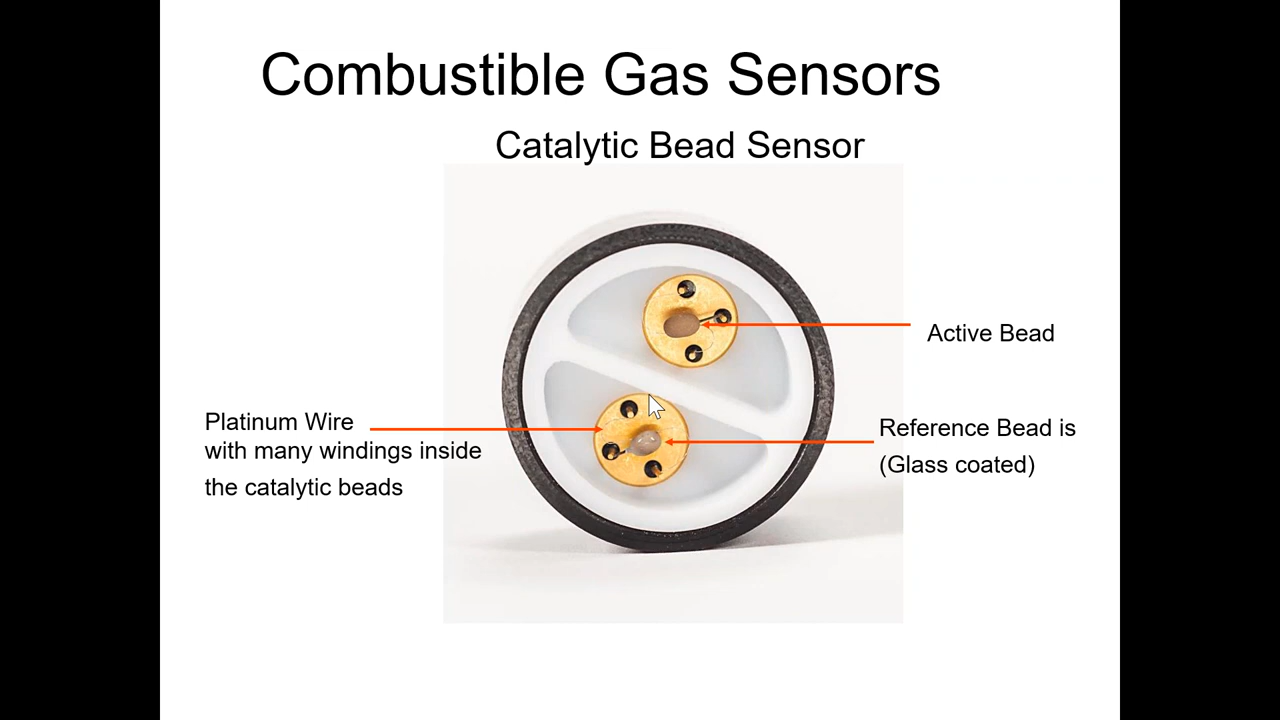 Combustible Gas Sensors
Catalytic Bead Sensor
Active Bead
Platinum Wire
with many windings inside
the catalytic beads
Reference Bead is
(Glass coated)